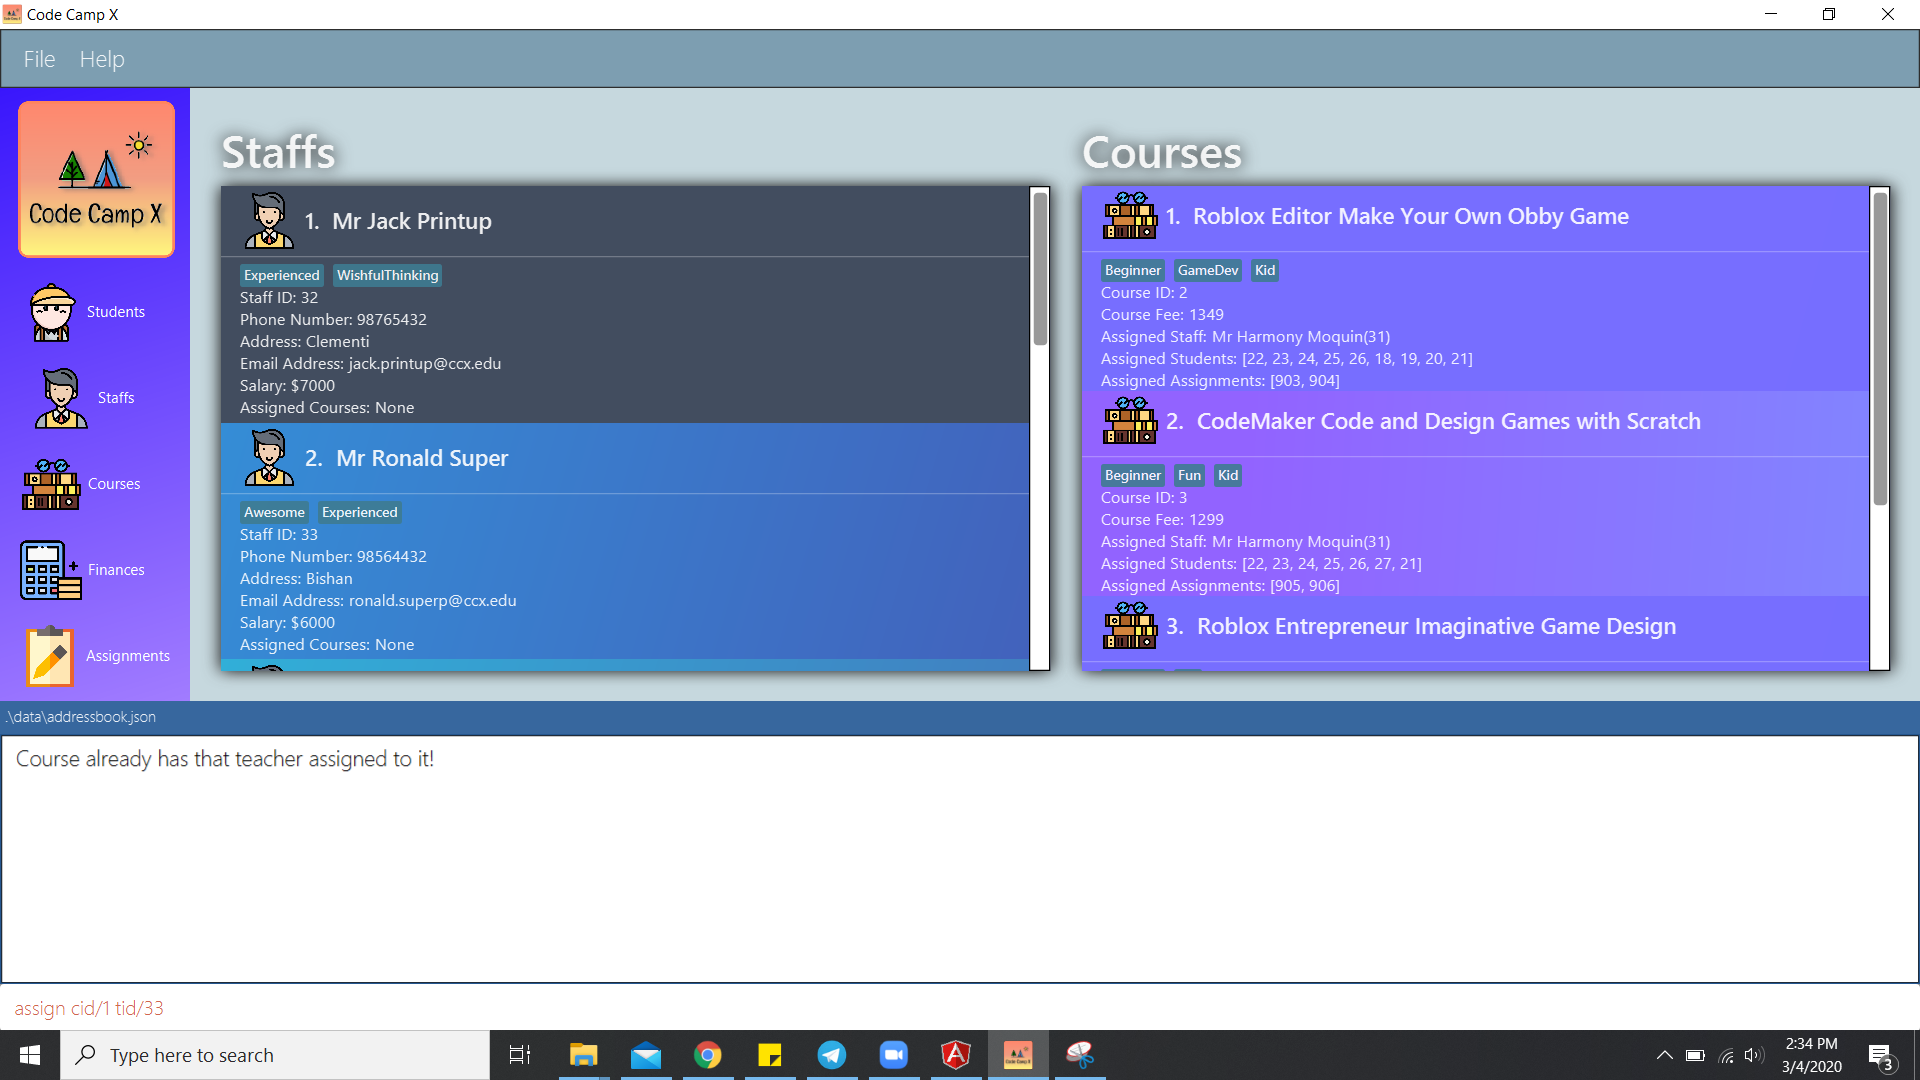 Code Camp X
File Help
Code Camp X
Students
Staffs
Courses
Finances
Assignments
Staffs
1. Mr Jack Printup
Experienced WishfulThinking
Staff ID: 32
Phone Number: 98765432
Address: Clementi
Email Address: jack.printup@ccx.edu
Salary: $7000
Assigned Courses: None
2. Mr Ronald Super
Awesome Experienced
Staff ID: 33
Phone Number: 98564432
Address: Bishan
Email Address: ronald.superp@ccx.edu
Salary: $6000
Assigned Courses: None
Courses
1. Roblox Editor Make Your Own Obby Game
Beginner GameDev Kid
Course ID: 2
Course Fee: 1349
Assigned Staff: Mr Harmony Moquin(31)
Assigned Students: [22, 23, 24, 25, 26, 18, 19, 20, 21]
Assigned Assignments: [903, 904]
2. CodeMaker Code and Design Games with Scratch
Beginner Fun Kid
Course ID: 3
Course Fee: 1299
Assigned Staff: Mr Harmony Moquin(31)
Assigned Students: [22, 23, 24, 25, 26, 27, 21]
Assigned Assignments: [905, 906]
3. Roblox Entrepreneur Imaginative Game Design
.\data\addressbook.json
Course already has that teacher assigned to it!
assign cid/1 tid/33
Type here to search
2:34 PM
3/4/2020
3